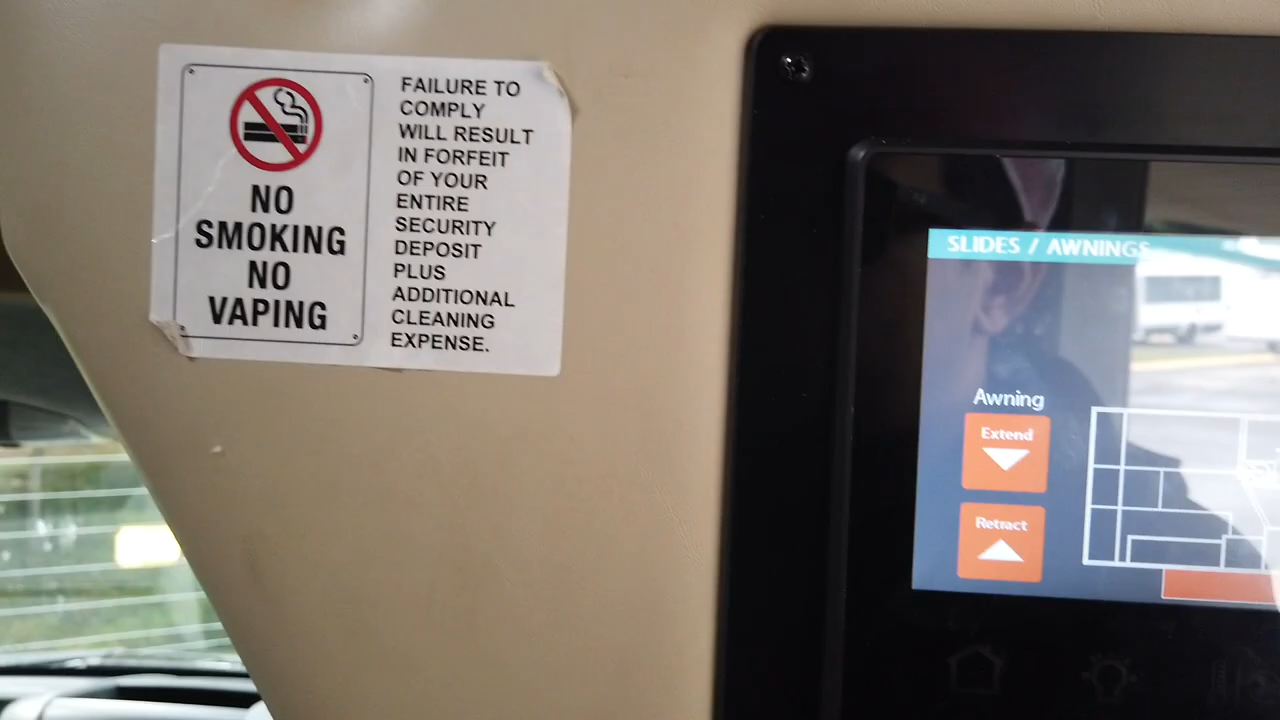 NO
SMOKING
NO
VAPING
FAILURE TO
COMPLY
WILL RESULT
IN FORFEIT
OF YOUR
ENTIRE
SECURITY
DEPOSIT
PLUS
ADDITIONAL
CLEANING
EXPENSE.
SLIDES / AWNINGS
Awning
Extend
Retract